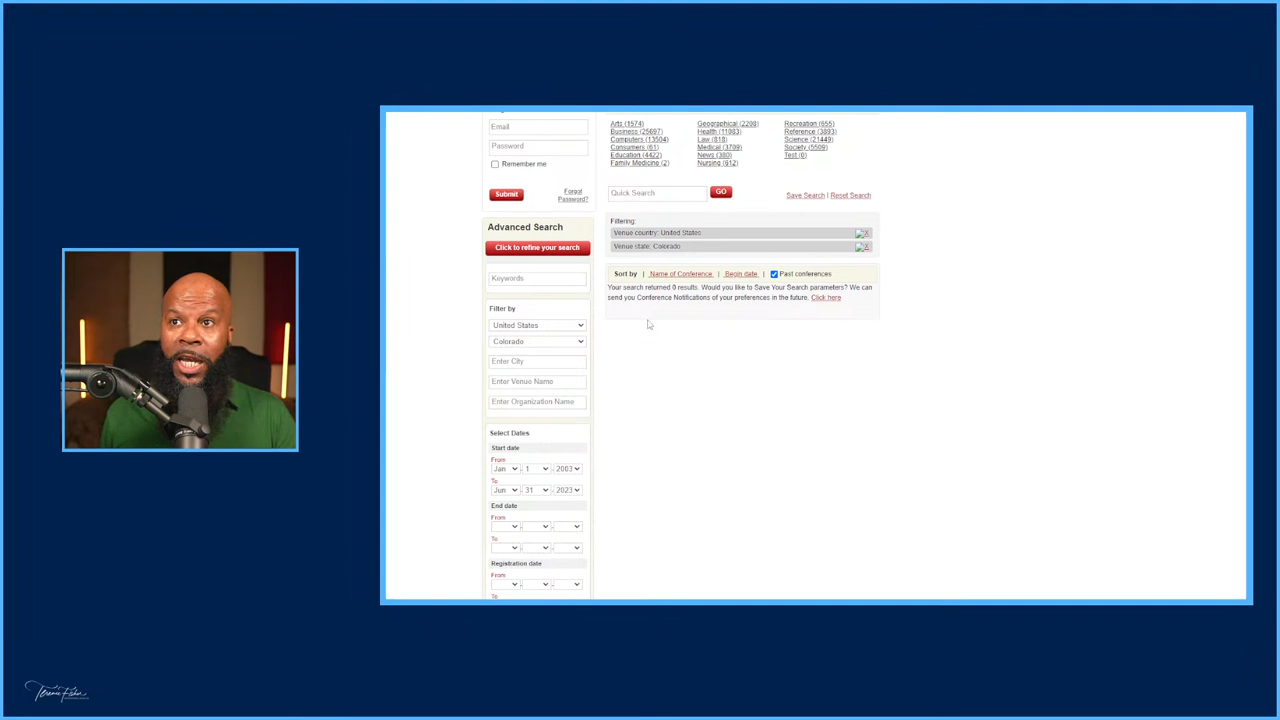 Email
Password
Remember me
Submit
Forgot
Password?
Advanced Search
Click to refine your search
Keywords
Filter by
United States
Colorado
Enter City
Enter Venue Name
Enter Organization Name
Select Dates
Start date
From
Jan - 1 - 2003
To
Jun - 31 - 2023
End date
From
To
Registration date
From
To
Arts (1574)
Business (25697)
Computers (13504)
Consumers (61)
Education (4422)
Family Medicine (2)
Geographical (2208)
Health (11083)
Law (818)
Medical (3709)
News (380)
Nursing (912)
Recreation (655)
Reference (3893)
Science (21449)
Society (5509)
Test (0)
Quick Search
GO
Save Search | Reset Search
Filtering:
Venue country: United States
Venue state: Colorado
Sort by | Name of Conference | Begin date | Past conferences
Your search returned 0 results. Would you like to Save Your Search parameters? We can
send you Conference Notifications of your preferences in the future. Click here